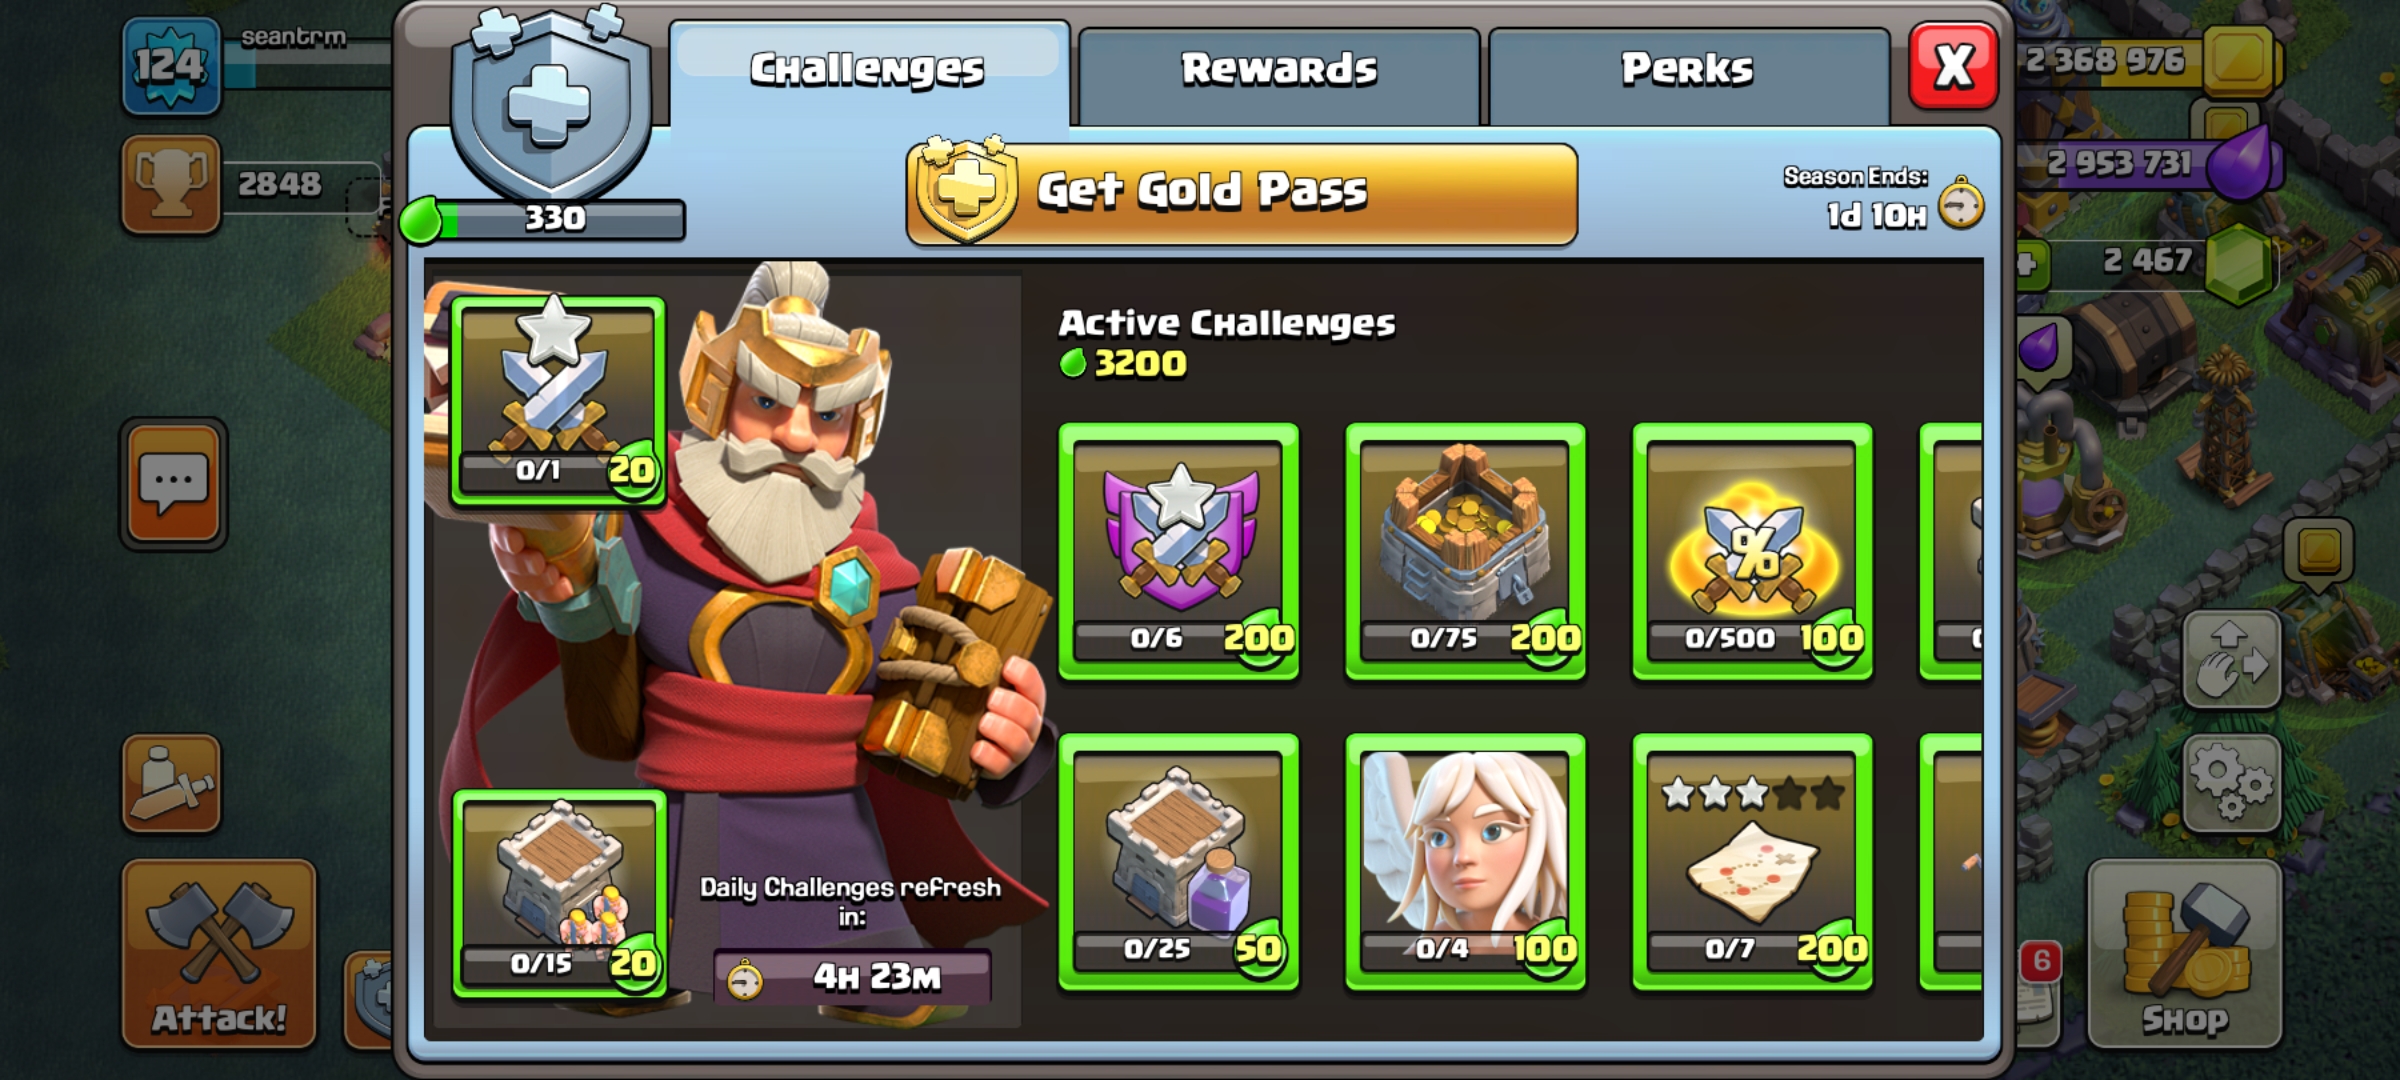 124
seantrm
2848
Challenges
Rewards
Perks
X
2 368 976
2 953 731
2 467
Get Gold Pass
Season Ends:
1d 10H
330
Active Challenges
3200
0/1
20
0/6
200
0/75
200
0/500
100
0/15
20
Daily Challenges refresh
in:
4H 23M
0/25
50
0/4
100
0/7
200
%
6
Attack!
Shop